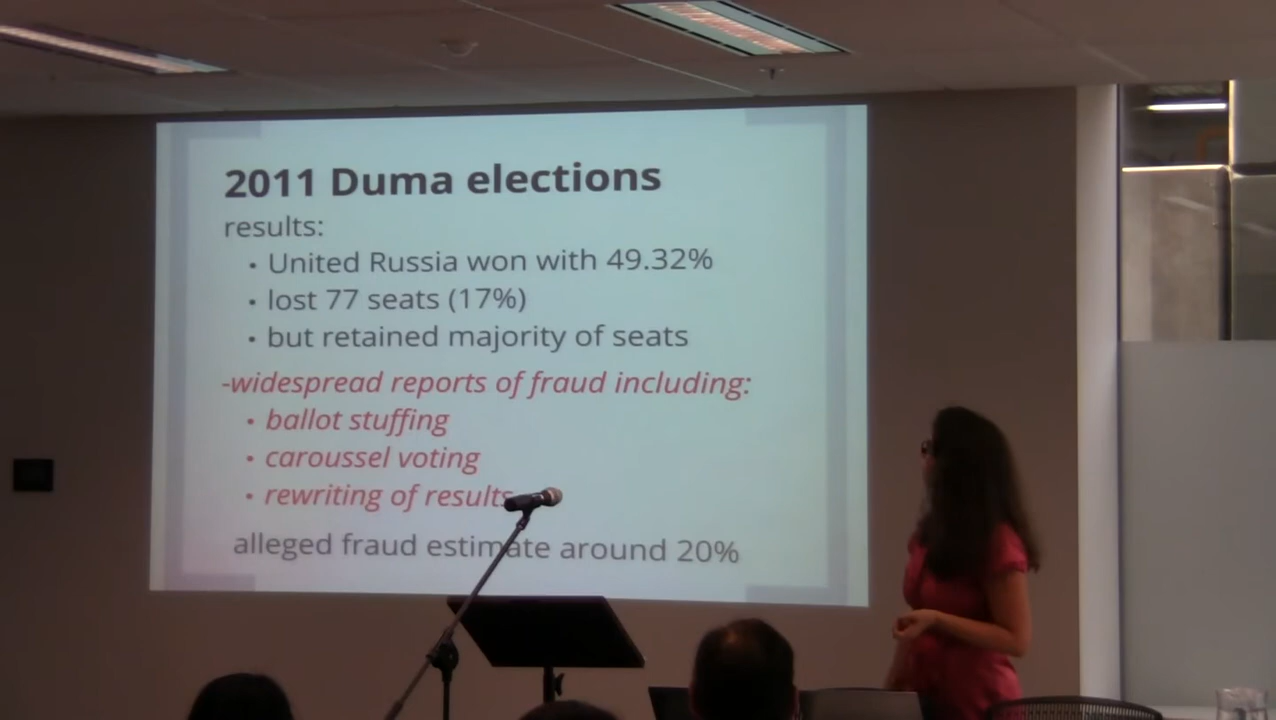 2011 Duma elections
results:
• United Russia won with 49.32%
• lost 77 seats (17%)
• but retained majority of seats
-widespread reports of fraud including:
• ballot stuffing
• caroussel voting
• rewriting of results
alleged fraud estimate around 20%